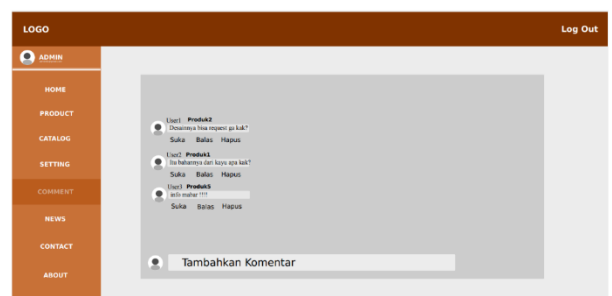 LOGO Log Out
ADMIN
HOME
PRODUCT
CATALOG
SETTING
COMMENT
NEWS
CONTACT
ABOUT
User1 Produk2
Desainnya bisa request ga kak?
Suka Balas Hapus
User2 Produk1
Itu bahannya dari kayu apa kak?
Suka Balas Hapus
User3 Produk5
info mahar !!!!
Suka Balas Hapus
Tambahkan Komentar